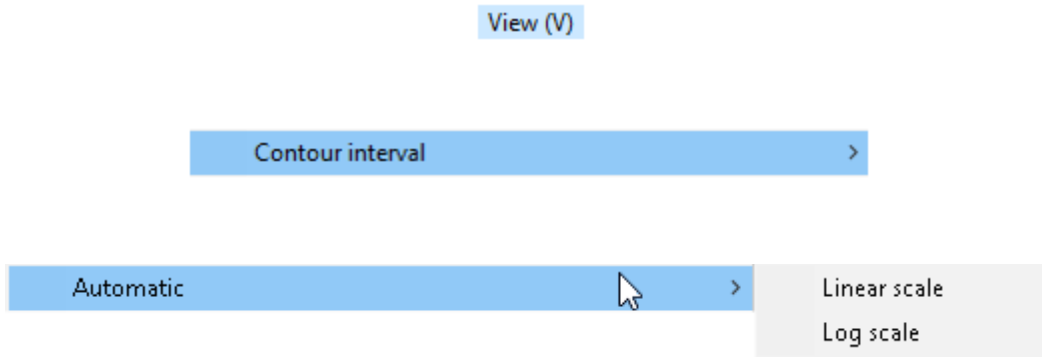 View (V)
Contour interval
Automatic
Linear scale
Log scale